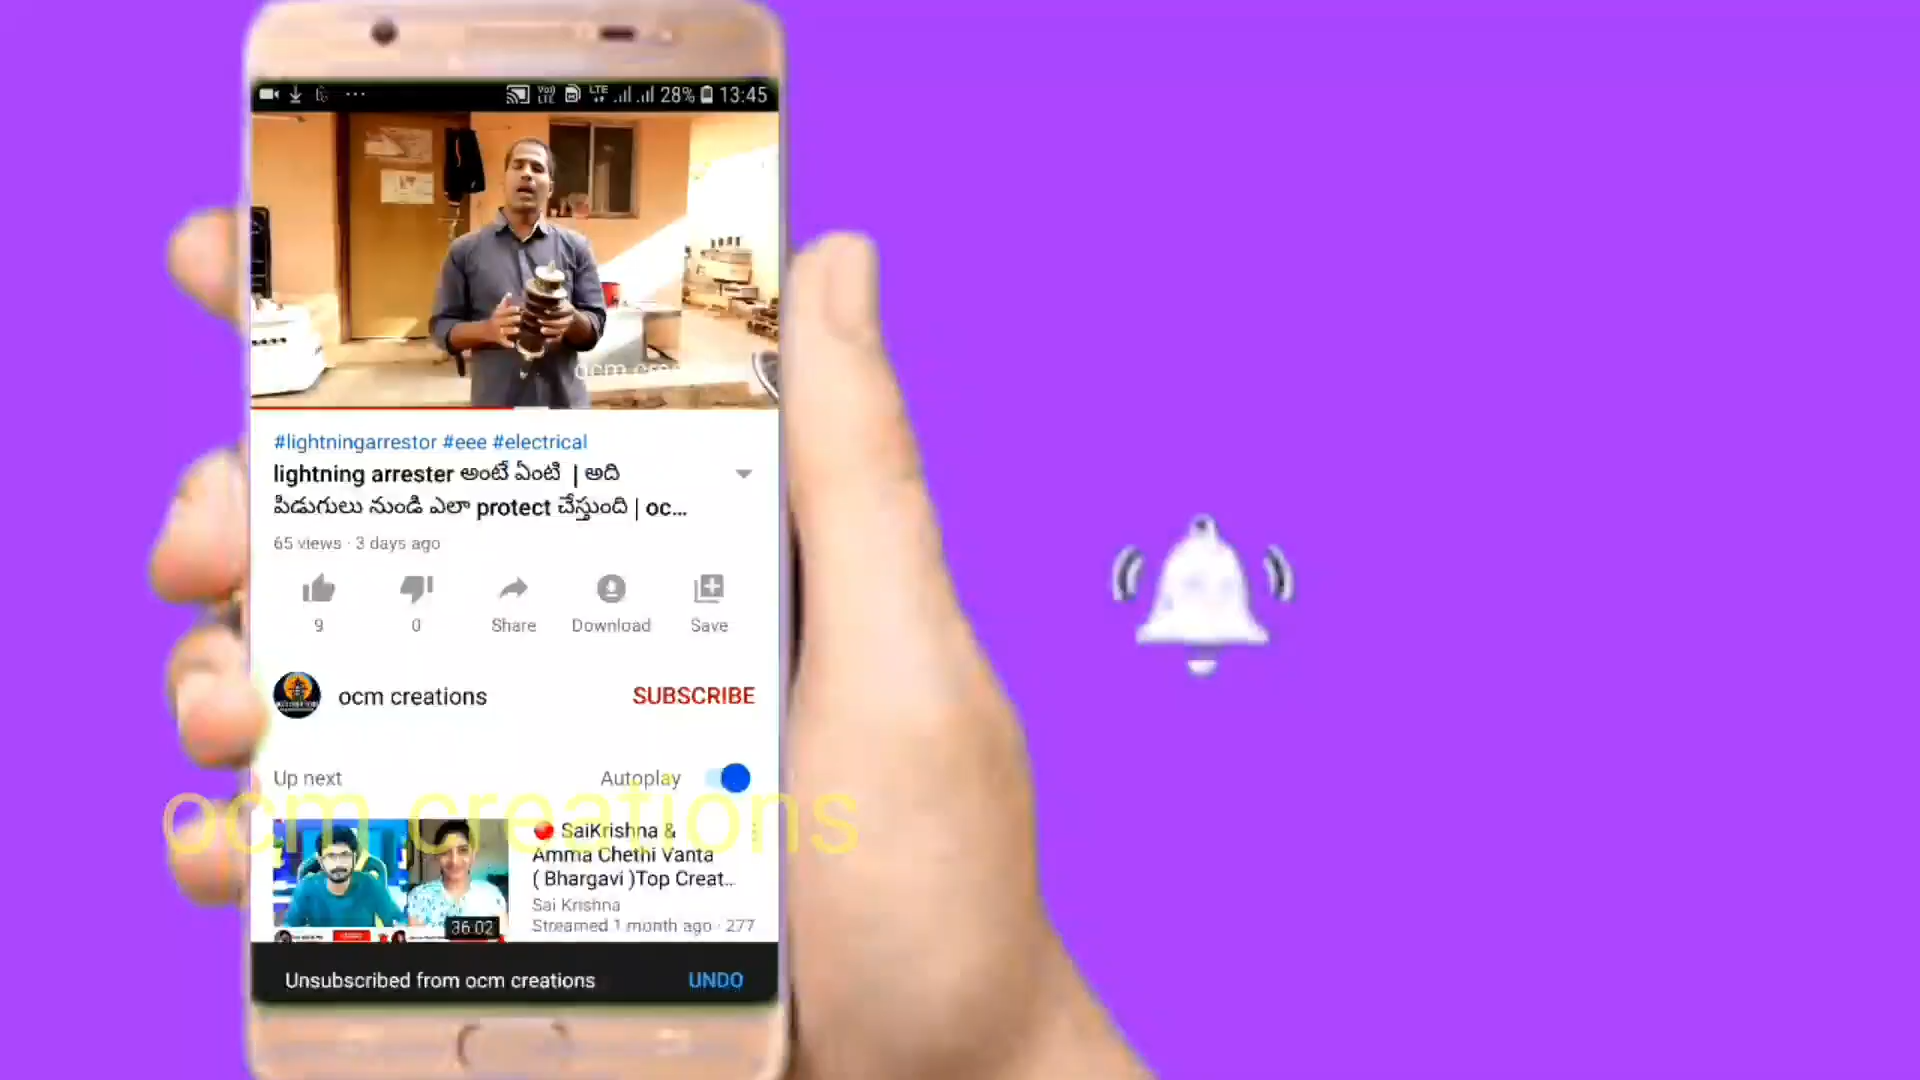 28% 13:45
#lightningarrestor #eee #electrical
lightning arrester అంటే ఏంటి | అది
పిడుగులు నుండి ఎలా protect చేస్తుంది | oc...
65 views · 3 days ago
9 0 Share Download Save
ocm creations SUBSCRIBE
Up next Autoplay
ocm creations
SaiKrishna &
Amma Chethi Vanta
( Bhargavi )Top Creat...
Sai Krishna
Streamed 1 month ago · 277
36:02
Unsubscribed from ocm creations UNDO